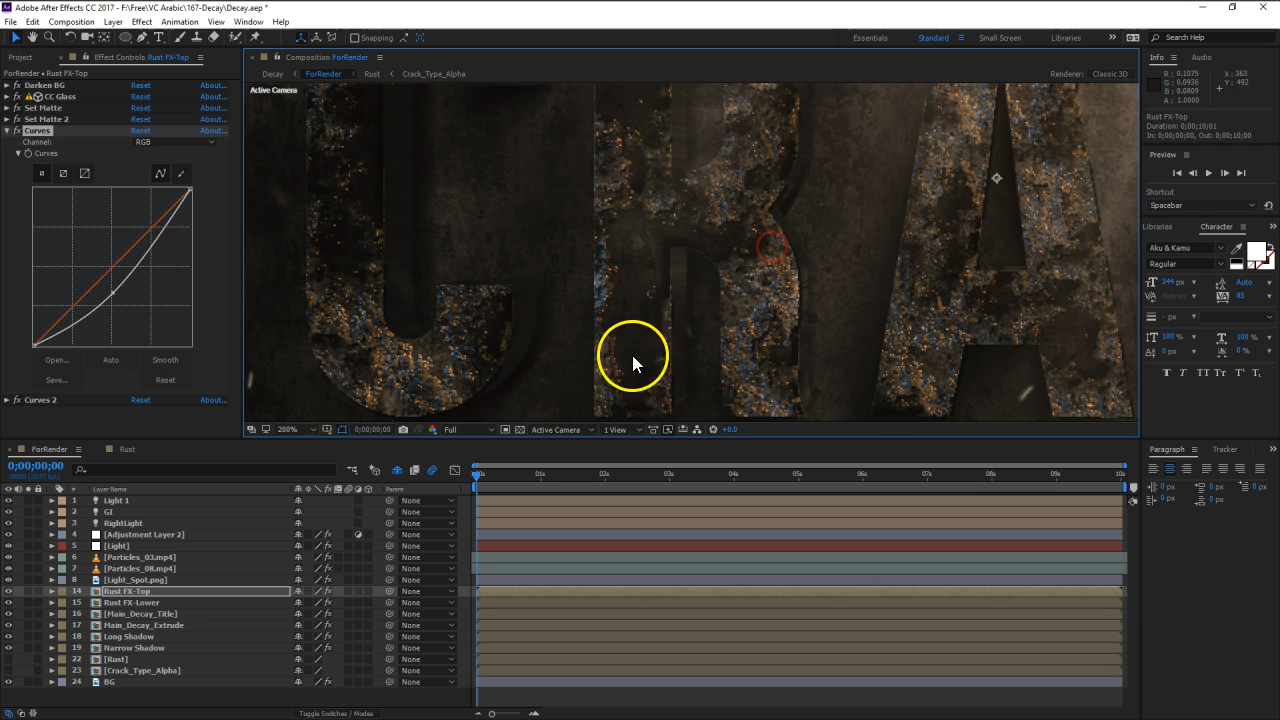 Adobe After Effects CC 2017 - F:\Free\VC Arabic\167-Decay\Decay.aep *
File Edit Composition Layer Effect Animation View Window Help
Snapping
Essentials Standard Small Screen Libraries Search Help
Project Effect Controls Rust FX-Top
ForRender • Rust FX-Top
Darken BG Reset About...
CC Glass Reset About...
Set Matte Reset About...
Set Matte 2 Reset About...
Curves Reset About...
Channel: RGB
Curves
Open... Auto Smooth
Save... Reset
Curves 2 Reset About...
Composition ForRender
Decay ForRender Rust Crack_Type_Alpha
Renderer: Classic 3D
Active Camera
200% 0;00;00;00 Full Active Camera 1 View +0.0
Info Audio
R : 0.1075
G : 0.0936
B : 0.0809
A : 1.0000
X : 363
Y : 492
Rust FX-Top
Duration: 0;00;10;01
In: 0;00;00;00, Out: 0;00;10;00
Preview
Shortcut
Spacebar
Libraries Character
Aku & Kamu
Regular
344 px Auto
Metrics 85
- px
100 % 100 %
0 px 0 %
T T TT Tt T T
Paragraph Tracker
0 px 0 px 0 px
0 px 0 px
ForRender Rust
0;00;00;00
# Layer Name Parent
:00s 01s 02s 03s 04s 05s 06s 07s 08s 09s 10s
1 Light 1 None
2 GI None
3 RightLight None
4 [Adjustment Layer 2] None
5 [Light] None
6 [Particles_03.mp4] None
7 [Particles_08.mp4] None
8 [Light_Spot.png] None
14 Rust FX-Top None
15 Rust FX-Lower None
16 [Main_Decay_Title] None
17 Main_Decay_Extrude None
18 Long Shadow None
19 Narrow Shadow None
22 [Rust] None
23 [Crack_Type_Alpha] None
24 BG None
Toggle Switches / Modes